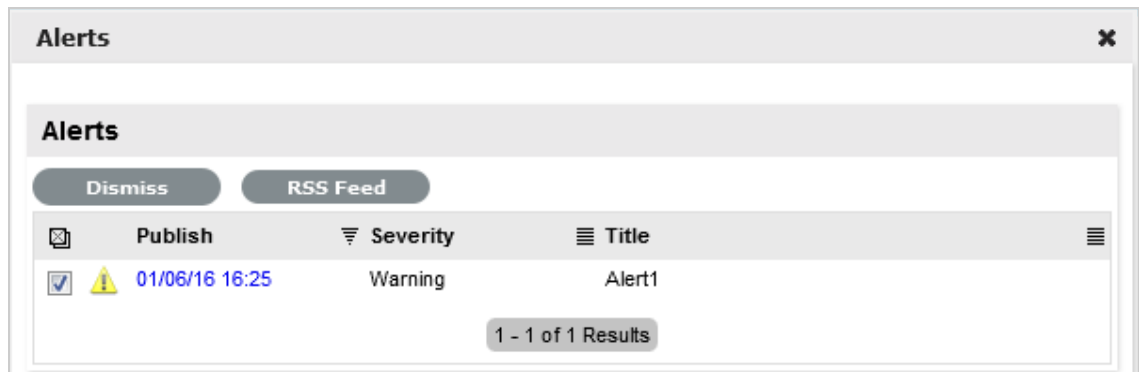 Alerts
Alerts
Dismiss RSS Feed
Publish Severity Title
01/06/16 16:25 Warning Alert1
1 - 1 of 1 Results